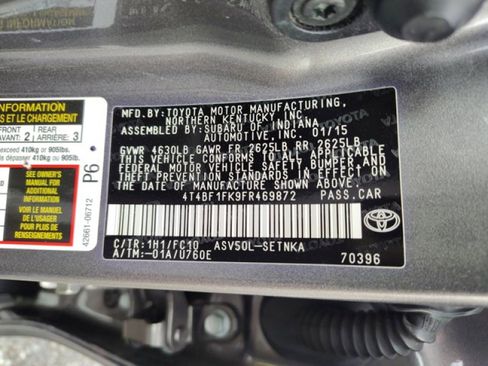 INFORMATION
ET LE CHARGEMENT
FRONT
AVANT: 2
REAR
ARRIÈRE: 3
exceed 410kg or 905lbs.
dépasser 410kg or 905lbs.
SEE OWNER'S
MANUAL FOR
ADDITIONAL
INFORMATION
VOIR LE MANUEL
DE L'USAGER
POUR PLUS DE
RENSEIGNEMENTS
P6
42661-06712
MFD.BY:TOYOTA MOTOR MANUFACTURING,
NORTHERN KENTUCKY,INC.
ASSEMBLED BY:SUBARU OF INDIANA
AUTOMOTIVE,INC. 01/15
GVWR 4630LB GAWR FR 2625LB RR 2625LB
THIS VEHICLE CONFORMS TO ALL APPLICABLE
FEDERAL MOTOR VEHICLE SAFETY, BUMPER, AND
THEFT PREVENTION STANDARDS IN EFFECT ON
THE DATE OF MANUFACTURE SHOWN ABOVE.
4T4BF1FK9FR469872 PASS.CAR
C/TR:1H1/FC10 ASV50L-SETNKA
A/TM:-01A/U760E
TOYOTA
70396